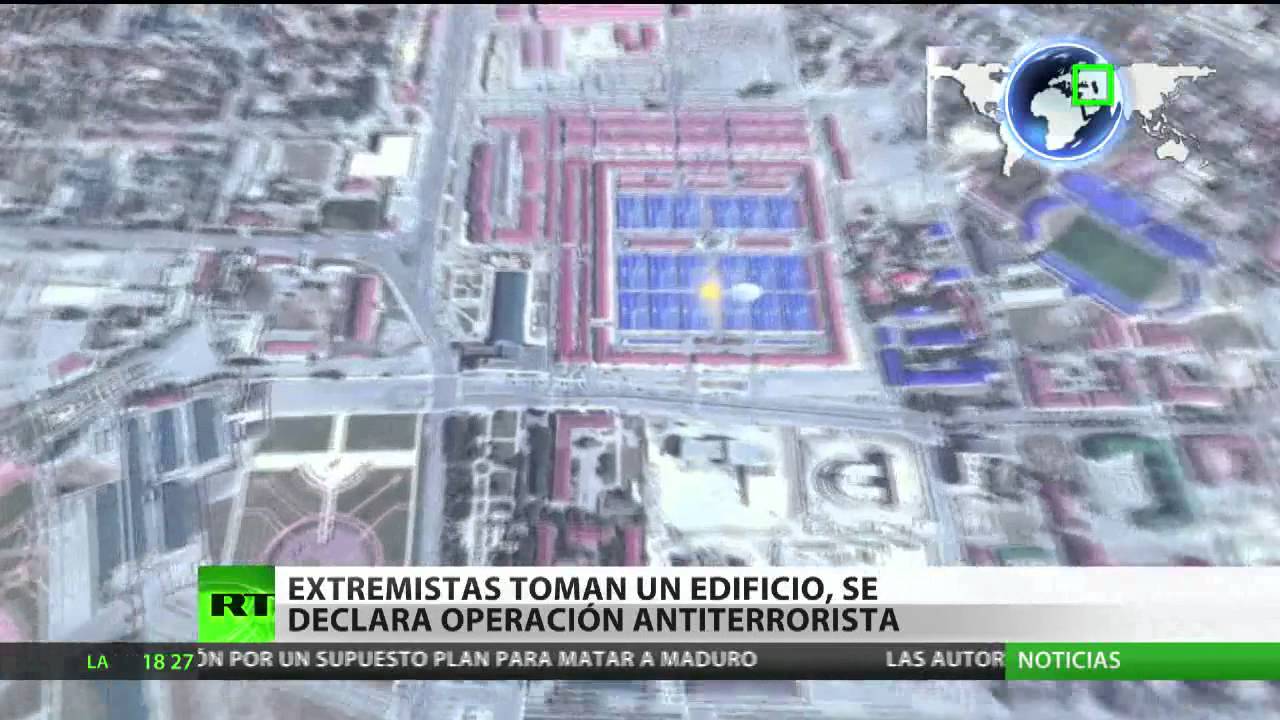 RT
EXTREMISTAS TOMAN UN EDIFICIO, SE
DECLARA OPERACIÓN ANTITERRORISTA
LA 18 27 ÓN POR UN SUPUESTO PLAN PARA MATAR A MADURO LAS AUTOR NOTICIAS